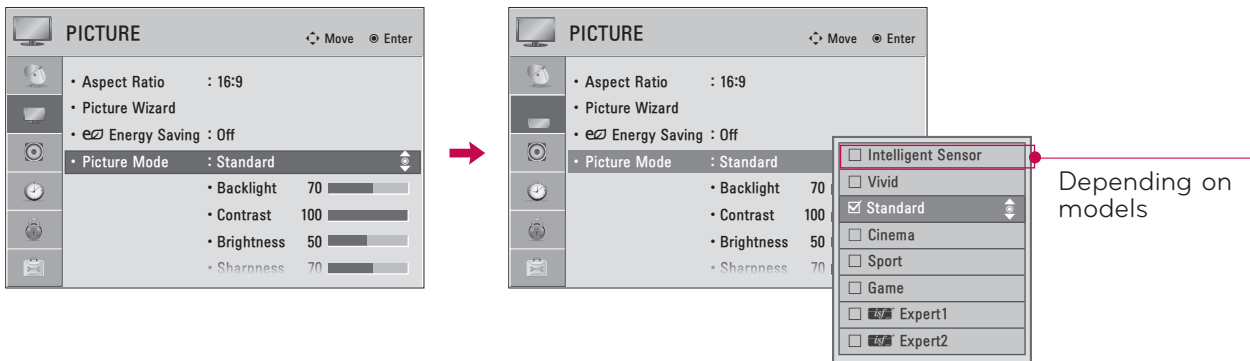 PICTURE
Move
Enter
• Aspect Ratio : 16:9
• Picture Wizard
• Energy Saving : Off
• Picture Mode : Standard
• Backlight 70
• Contrast 100
• Brightness 50
• Sharpness 70
PICTURE
Move
Enter
• Aspect Ratio : 16:9
• Picture Wizard
• Energy Saving : Off
• Picture Mode : Standard
• Backlight 70
• Contrast 100
• Brightness 50
• Sharpness 70
Intelligent Sensor
Vivid
Standard
Cinema
Sport
Game
isf Expert1
isf Expert2
Depending on
models